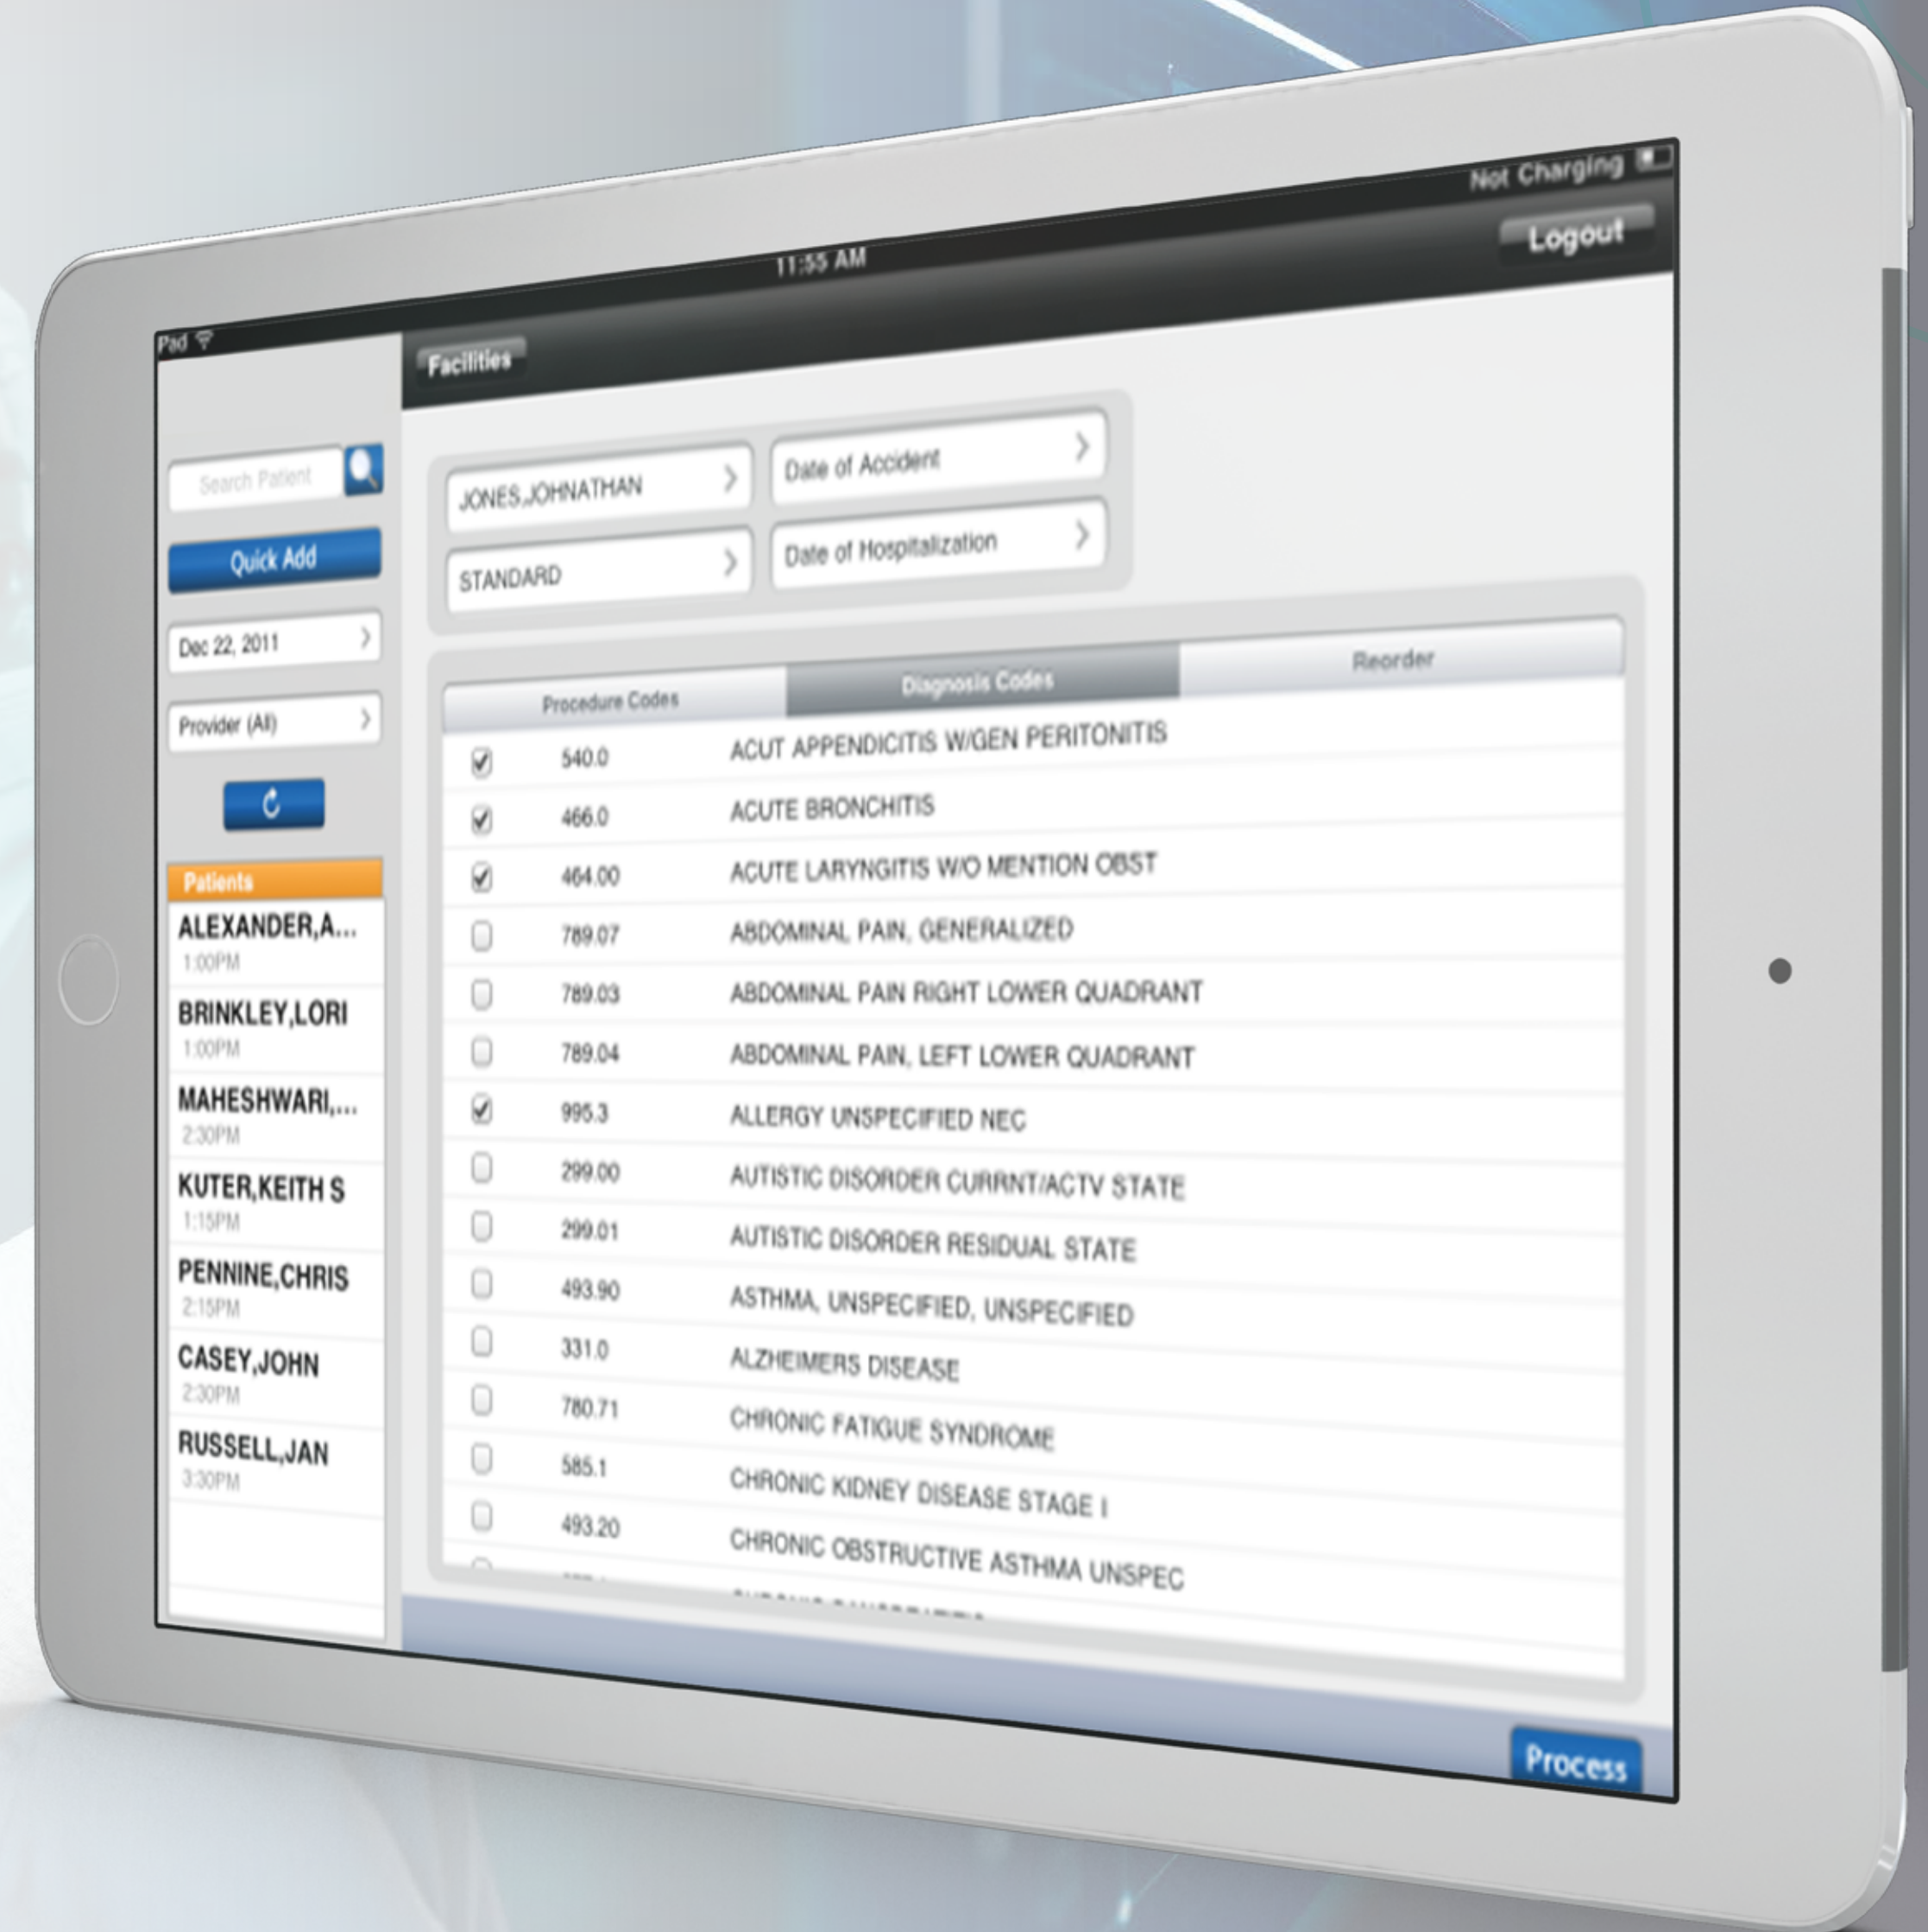 Pad
11:55 AM
Not Charging
Facilities
Logout
Search Patient
Quick Add
Dec 22, 2011
Provider (All)
Patients
ALEXANDER,A...
1:00PM
BRINKLEY,LORI
1:00PM
MAHESHWARI,...
2:30PM
KUTER,KEITH S
1:15PM
PENNINE,CHRIS
2:15PM
CASEY,JOHN
2:30PM
RUSSELL,JAN
3:30PM
JONES,JOHNATHAN
Date of Accident
STANDARD
Date of Hospitalization
Procedure Codes Diagnosis Codes Reorder
540.0 ACUT APPENDICITIS W/GEN PERITONITIS
466.0 ACUTE BRONCHITIS
464.00 ACUTE LARYNGITIS W/O MENTION OBST
789.07 ABDOMINAL PAIN, GENERALIZED
789.03 ABDOMINAL PAIN RIGHT LOWER QUADRANT
789.04 ABDOMINAL PAIN, LEFT LOWER QUADRANT
995.3 ALLERGY UNSPECIFIED NEC
299.00 AUTISTIC DISORDER CURRNT/ACTV STATE
299.01 AUTISTIC DISORDER RESIDUAL STATE
493.90 ASTHMA, UNSPECIFIED, UNSPECIFIED
331.0 ALZHEIMERS DISEASE
780.71 CHRONIC FATIGUE SYNDROME
585.1 CHRONIC KIDNEY DISEASE STAGE I
493.20 CHRONIC OBSTRUCTIVE ASTHMA UNSPEC
Process